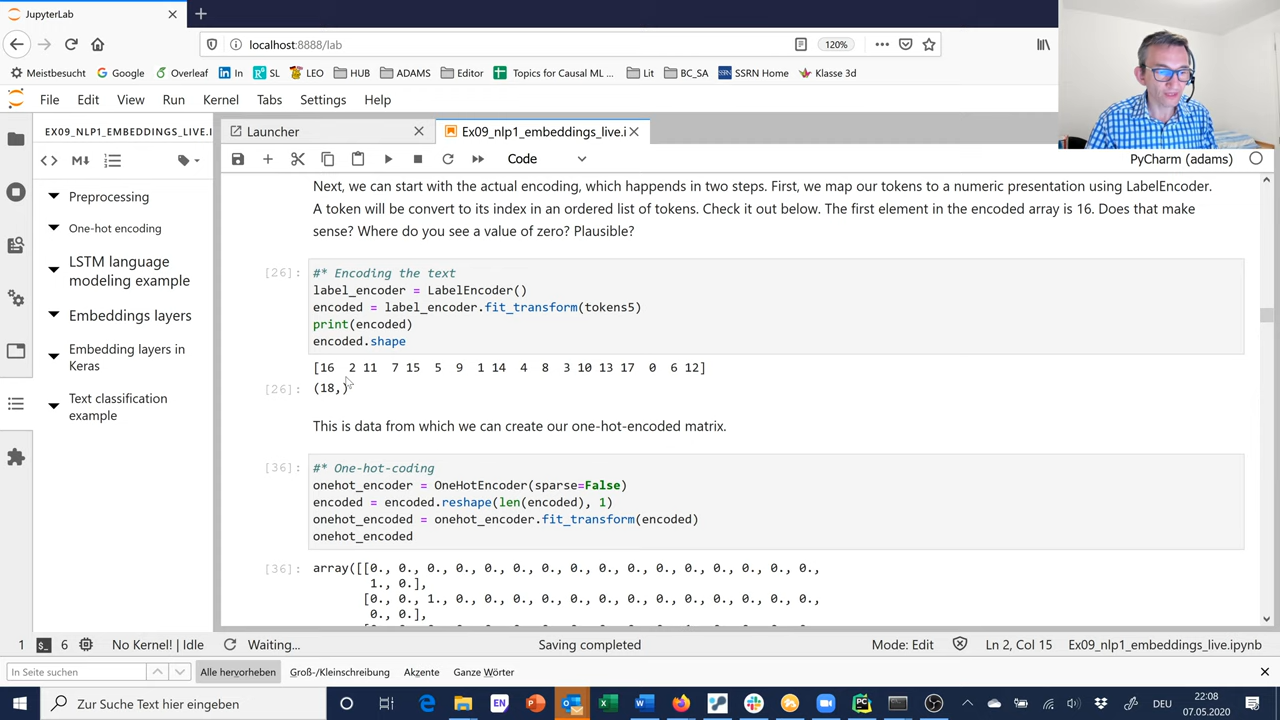 JupyterLab
localhost:8888/lab
120%
Meistbesucht
Google
Overleaf
In
SL
LEO
HUB
ADAMS
Editor
Topics for Causal ML ...
Lit
BC_SA
SSRN Home
Klasse 3d
File
Edit
View
Run
Kernel
Tabs
Settings
Help
EX09_NLP1_EMBEDDINGS_LIVE.I
Launcher
Ex09_nlp1_embeddings_live.i
Code
PyCharm (adams)
Preprocessing
One-hot encoding
LSTM language
modeling example
Embeddings layers
Embedding layers in
Keras
Text classification
example
Next, we can start with the actual encoding, which happends in two steps. First, we map our tokens to a numeric presentation using LabelEncoder.
A token will be convert to its index in an ordered list of tokens. Check it out below. The first element in the encoded array is 16. Does that make
sense? Where do you see a value of zero? Plausible?
[26]: #* Encoding the text
label_encoder = LabelEncoder()
encoded = label_encoder.fit_transform(tokens5)
print(encoded)
encoded.shape
[16 2 11 7 15 5 9 1 14 4 8 3 10 13 17 0 6 12]
[26]: (18,)
This is data from which we can create our one-hot-encoded matrix.
[36]: #* One-hot-coding
onehot_encoder = OneHotEncoder(sparse=False)
encoded = encoded.reshape(len(encoded), 1)
onehot_encoded = onehot_encoder.fit_transform(encoded)
onehot_encoded
[36]: array([[0., 0., 0., 0., 0., 0., 0., 0., 0., 0., 0., 0., 0., 0., 0., 0.,
1., 0.],
[0., 0., 1., 0., 0., 0., 0., 0., 0., 0., 0., 0., 0., 0., 0., 0.,
0., 0.],
1
6
No Kernel! | Idle
Waiting...
Saving completed
Mode: Edit
Ln 2, Col 15
Ex09_nlp1_embeddings_live.ipynb
In Seite suchen
Alle hervorheben
Groß-/Kleinschreibung
Akzente
Ganze Wörter
Zur Suche Text hier eingeben
EN
DEU
22:08
07.05.2020